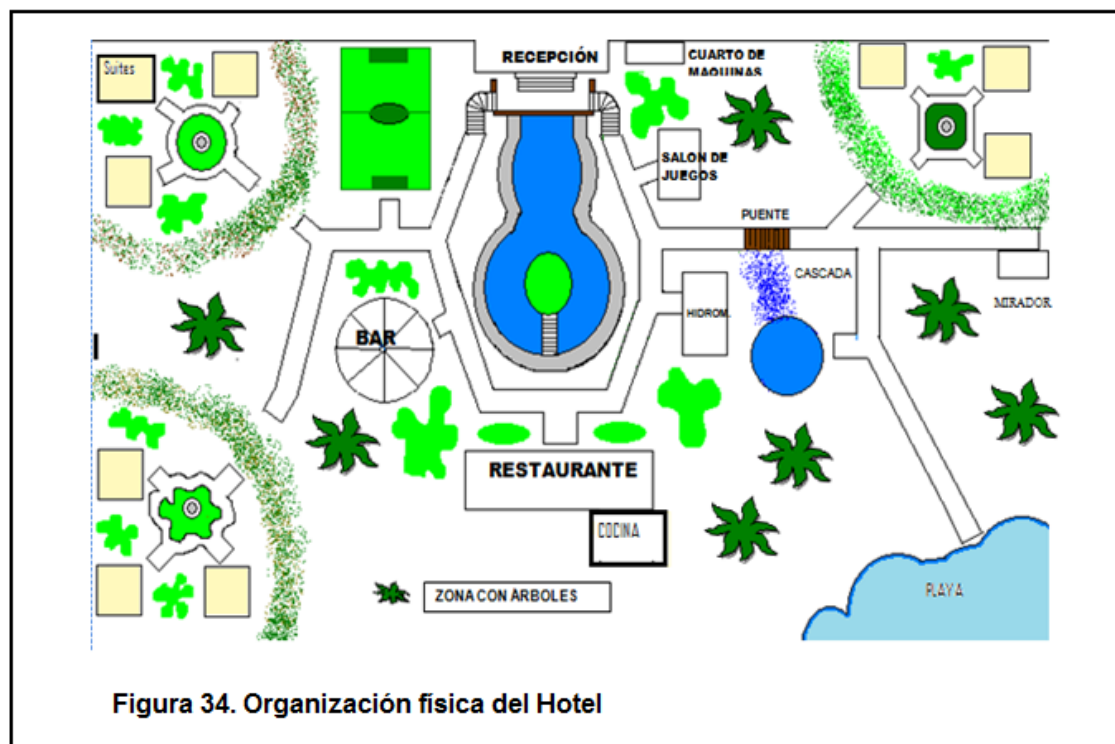 RECEPCIÓN
CUARTO DE
MAQUINAS
Suites
SALON DE
JUEGOS
PUENTE
CASCADA
HIDROM.
MIRADOR
BAR
RESTAURANTE
COCINA
ZONA CON ÀRBOLES
PLAYA
Figura 34. Organización física del Hotel